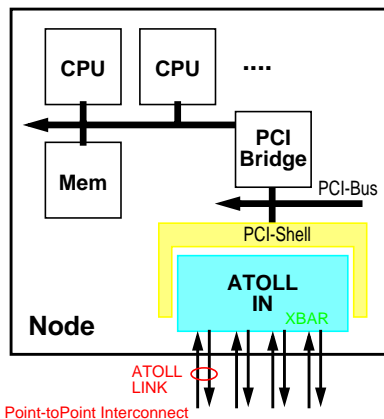 CPU CPU ....
PCI
Bridge
Mem
PCI-Bus
PCI-Shell
ATOLL
IN
XBAR
Node
ATOLL
LINK
Point-toPoint Interconnect